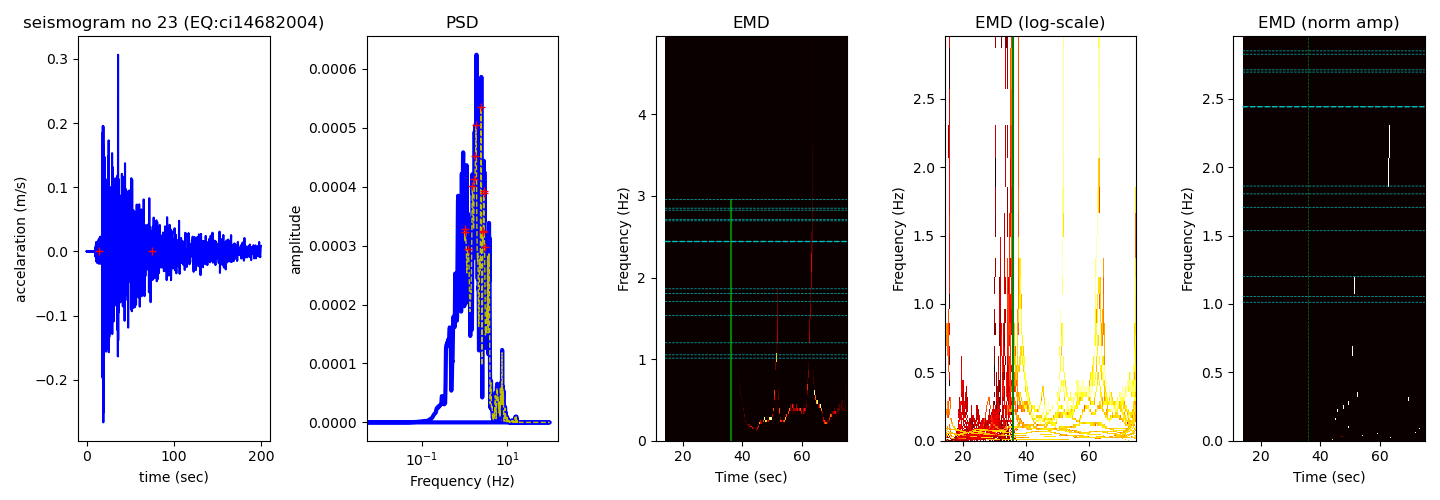 seismogram no 23 (EQ:ci14682004)
accelaration (m/s)
0.3
0.2
0.1
0.0
−0.1
−0.2
0
100
200
time (sec)
PSD
amplitude
0.0006
0.0005
0.0004
0.0003
0.0002
0.0001
0.0000
10⁻¹
10¹
Frequency (Hz)
EMD
Frequency (Hz)
4
3
2
1
0
20
40
60
Time (sec)
EMD (log-scale)
Frequency (Hz)
2.5
2.0
1.5
1.0
0.5
0.0
20
40
60
Time (sec)
EMD (norm amp)
Frequency (Hz)
2.5
2.0
1.5
1.0
0.5
0.0
20
40
60
Time (sec)